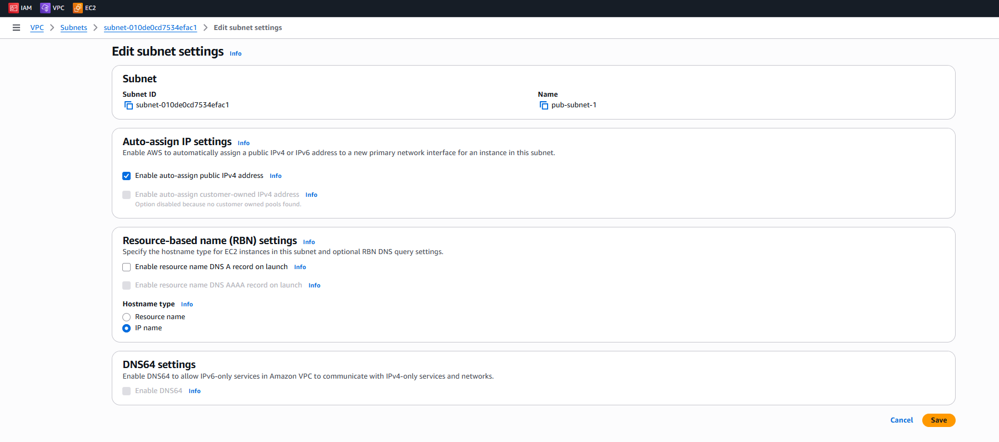 IAM VPC EC2
VPC Subnets subnet-010de0cd7534efac1 Edit subnet settings
Edit subnet settings Info
Subnet
Subnet ID
subnet-010de0cd7534efac1
Name
pub-subnet-1
Auto-assign IP settings Info
Enable AWS to automatically assign a public IPv4 or IPv6 address to a new primary network interface for an instance in this subnet.
Enable auto-assign public IPv4 address Info
Enable auto-assign customer-owned IPv4 address Info
Option disabled because no customer owned pools found.
Resource-based name (RBN) settings Info
Specify the hostname type for EC2 instances in this subnet and optional RBN DNS query settings.
Enable resource name DNS A record on launch Info
Enable resource name DNS AAAA record on launch Info
Hostname type Info
Resource name
IP name
DNS64 settings
Enable DNS64 to allow IPv6-only services in Amazon VPC to communicate with IPv4-only services and networks.
Enable DNS64 Info
Cancel Save